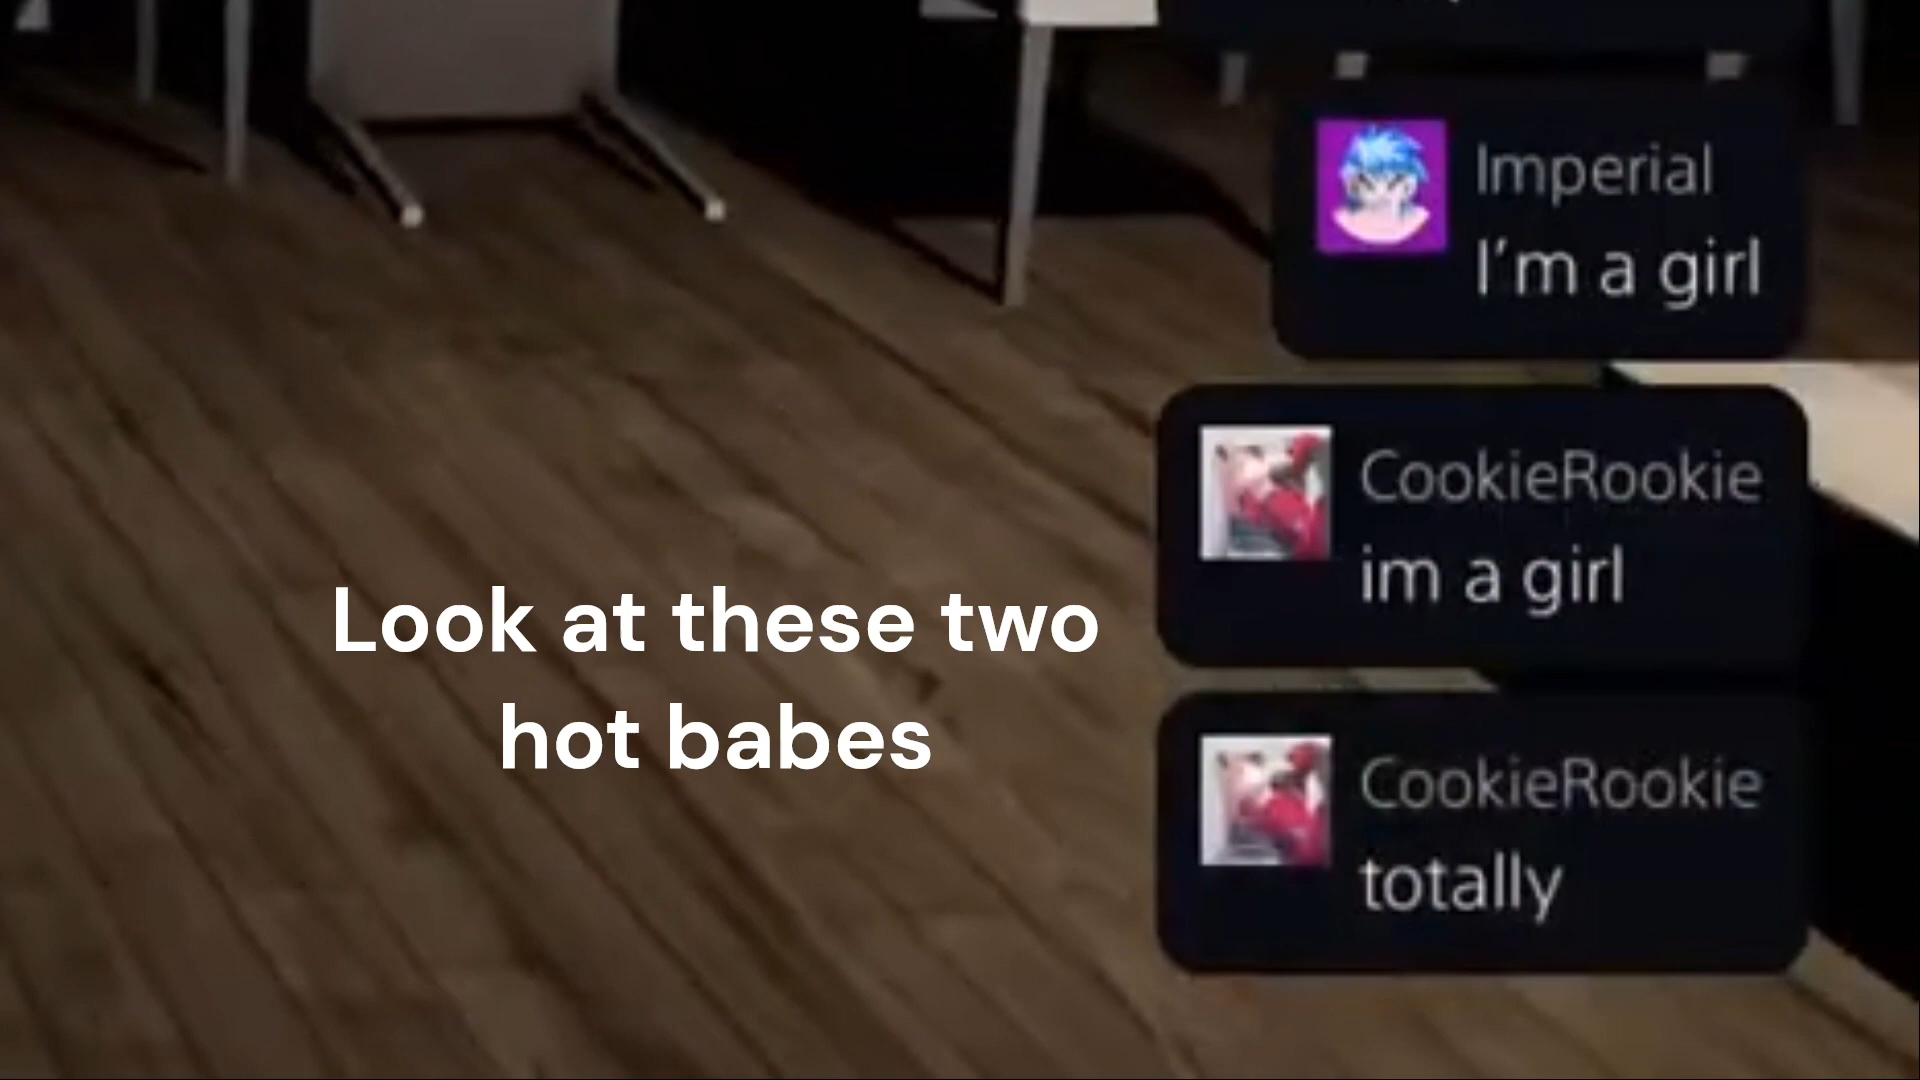 Imperial
I'm a girl
CookieRookie
im a girl
Look at these two
hot babes
CookieRookie
totally